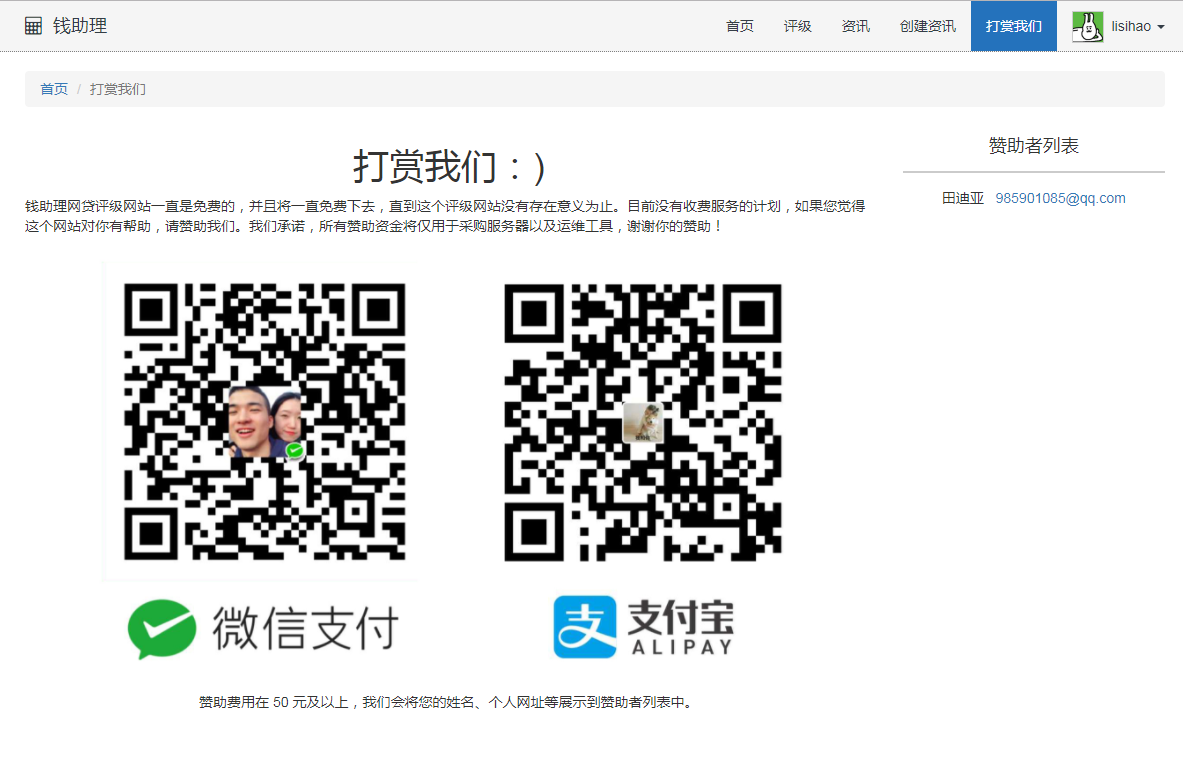 钱助理
首页 评级 资讯 创建资讯 打赏我们 lisihao
首页 / 打赏我们
打赏我们：)
钱助理网贷评级网站一直是免费的，并且将一直免费下去，直到这个评级网站没有存在意义为止。目前没有收费服务的计划，如果您觉得
这个网站对你有帮助，请赞助我们。我们承诺，所有赞助资金将仅用于采购服务器以及运维工具，谢谢你的赞助！
微信支付
支付宝
ALIPAY
赞助费用在 50 元及以上，我们会将您的姓名、个人网址等展示到赞助者列表中。
赞助者列表
田迪亚 985901085@qq.com